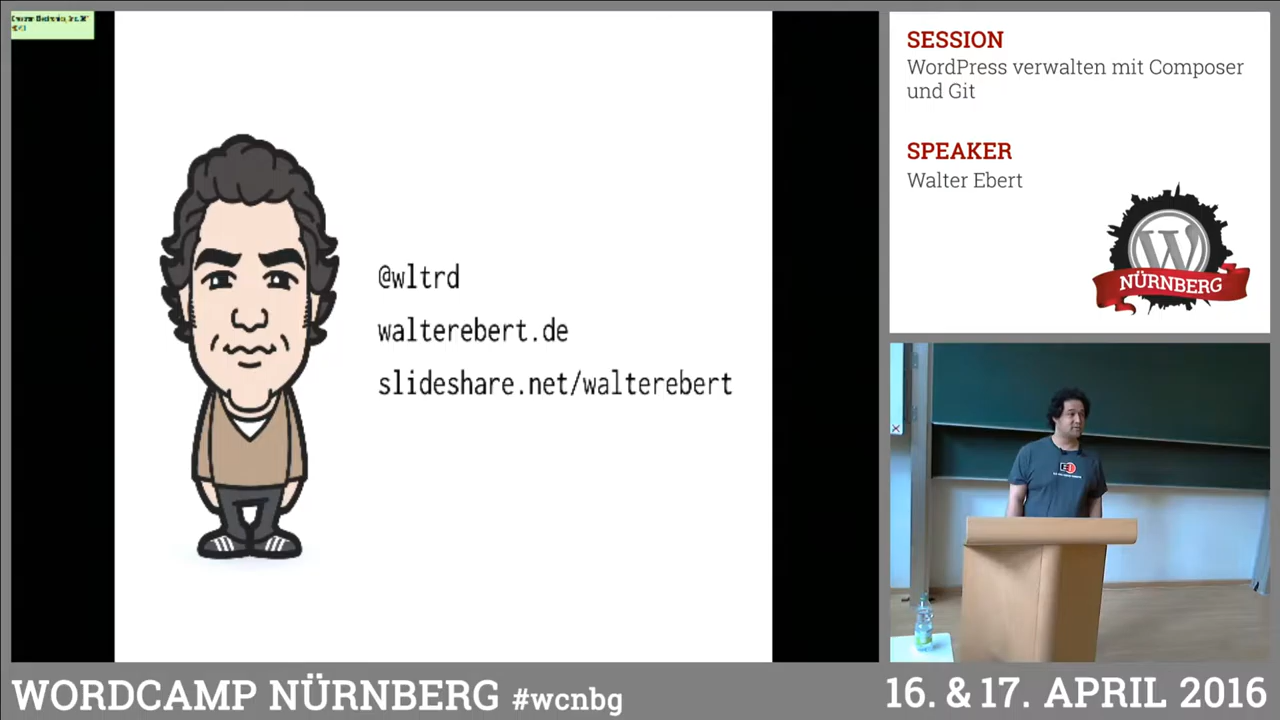 @wltrd
walterebert.de
slideshare.net/walterebert
SESSION
WordPress verwalten mit Composer
und Git
SPEAKER
Walter Ebert
W
NÜRNBERG
WORDCAMP NÜRNBERG #wcnbg
16. & 17. APRIL 2016